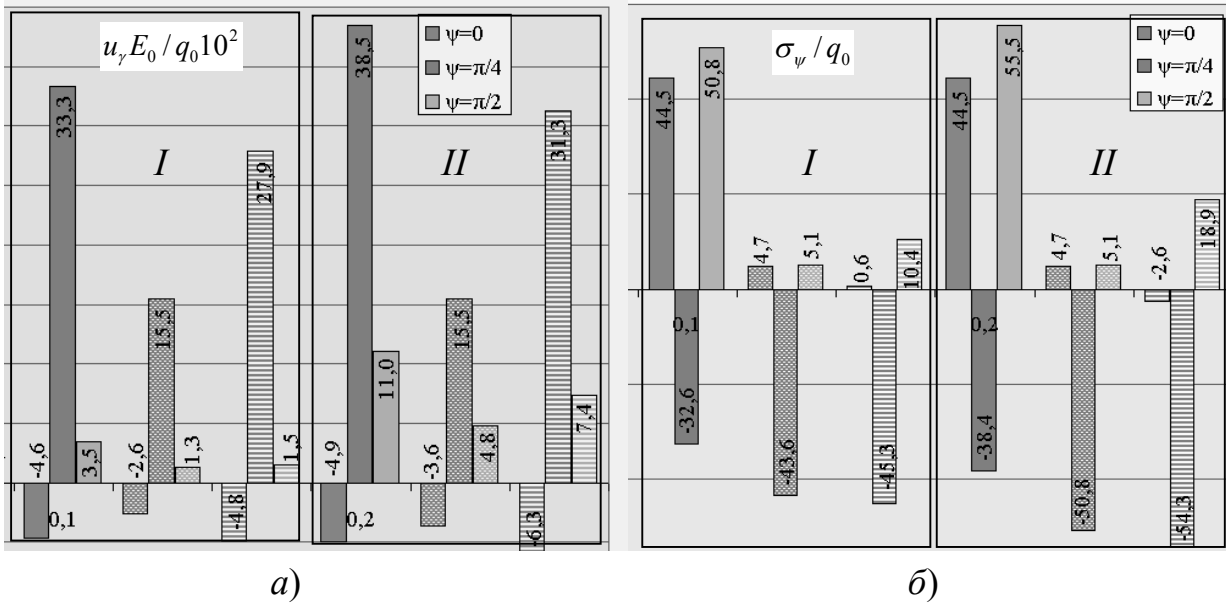 u_γ E_0 / q_0 10^2
ψ=0
ψ=π/4
ψ=π/2
I
II
-4,6
33,3
3,5
-2,6
15,5
1,3
-4,8
27,9
1,5
0,1
-4,9
38,5
11,0
-3,6
15,5
4,8
-6,3
31,3
7,4
0,2
а)
σ_ψ / q_0
ψ=0
ψ=π/4
ψ=π/2
I
II
44,5
-32,6
50,8
4,7
-43,6
5,1
0,6
-45,3
10,4
0,1
44,5
-38,4
55,5
4,7
-50,8
5,1
-2,6
-54,3
18,9
0,2
б)